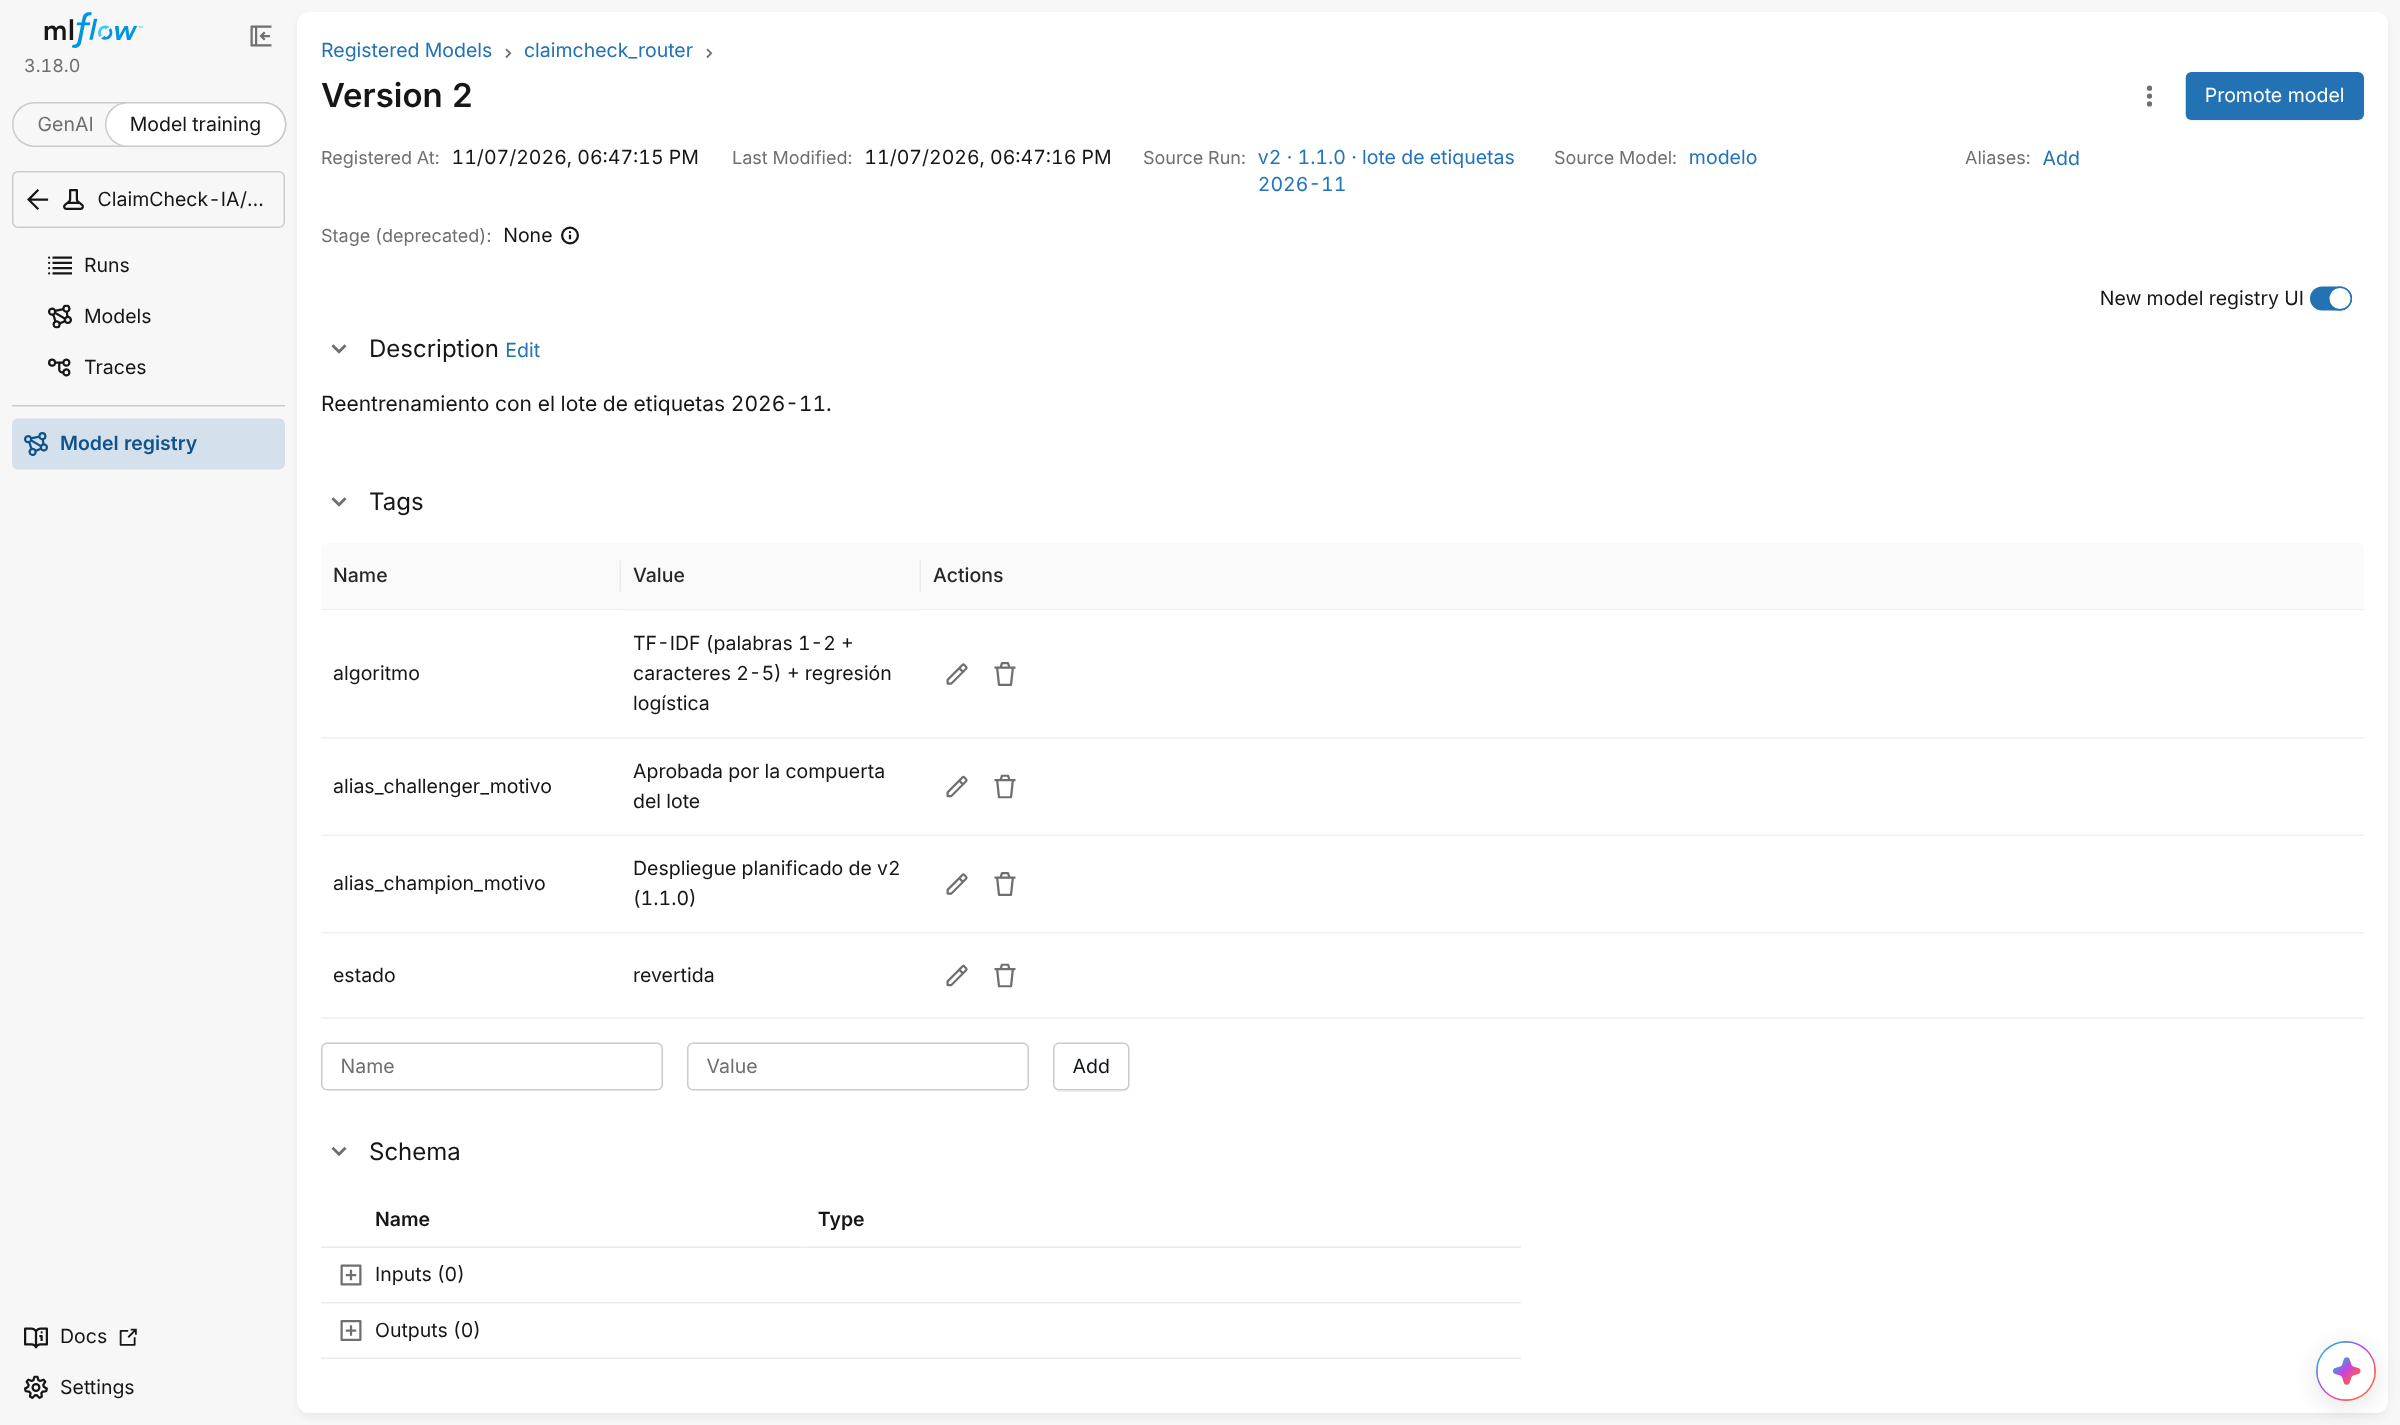 mlflow
3.18.0
GenAI
Model training
ClaimCheck-IA/...
Runs
Models
Traces
Model registry
Docs
Settings
Registered Models › claimcheck_router ›
Version 2
Promote model
Registered At: 11/07/2026, 06:47:15 PM
Last Modified: 11/07/2026, 06:47:16 PM
Source Run: v2 · 1.1.0 · lote de etiquetas
2026-11
Source Model: modelo
Aliases: Add
Stage (deprecated): None
New model registry UI
Description Edit
Reentrenamiento con el lote de etiquetas 2026-11.
Tags
Name Value Actions
algoritmo
TF-IDF (palabras 1-2 +
caracteres 2-5) + regresión
logística
alias_challenger_motivo
Aprobada por la compuerta
del lote
alias_champion_motivo
Despliegue planificado de v2
(1.1.0)
estado revertida
Name Value Add
Schema
Name Type
Inputs (0)
Outputs (0)